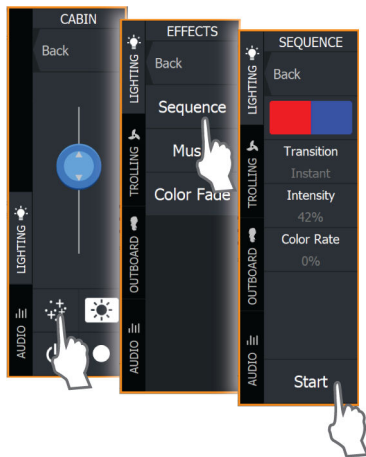 CABIN
Back
LIGHTING
AUDIO
EFFECTS
Back
Sequence
Mus
Color Fade
LIGHTING
TROLLING
OUTBOARD
AUDIO
SEQUENCE
Back
Transition
Instant
Intensity
42%
Color Rate
0%
Start
LIGHTING
TROLLING
OUTBOARD
AUDIO